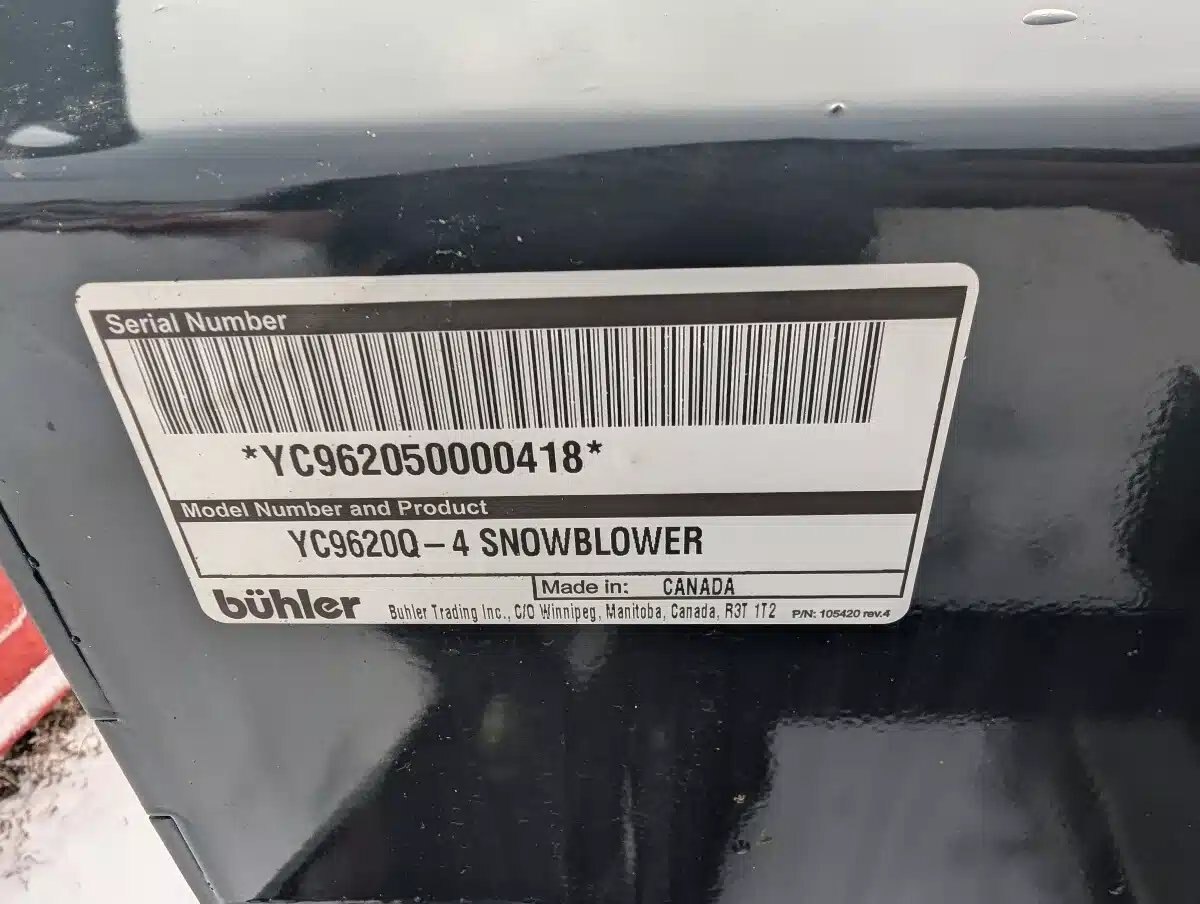 Serial Number
*YC962050000418*
Model Number and Product
YC9620Q-4 SNOWBLOWER
Made in: CANADA
bühler Buhler Trading Inc., C/O Winnipeg, Manitoba, Canada, R3T 1T2 P/N: 105420 rev.4